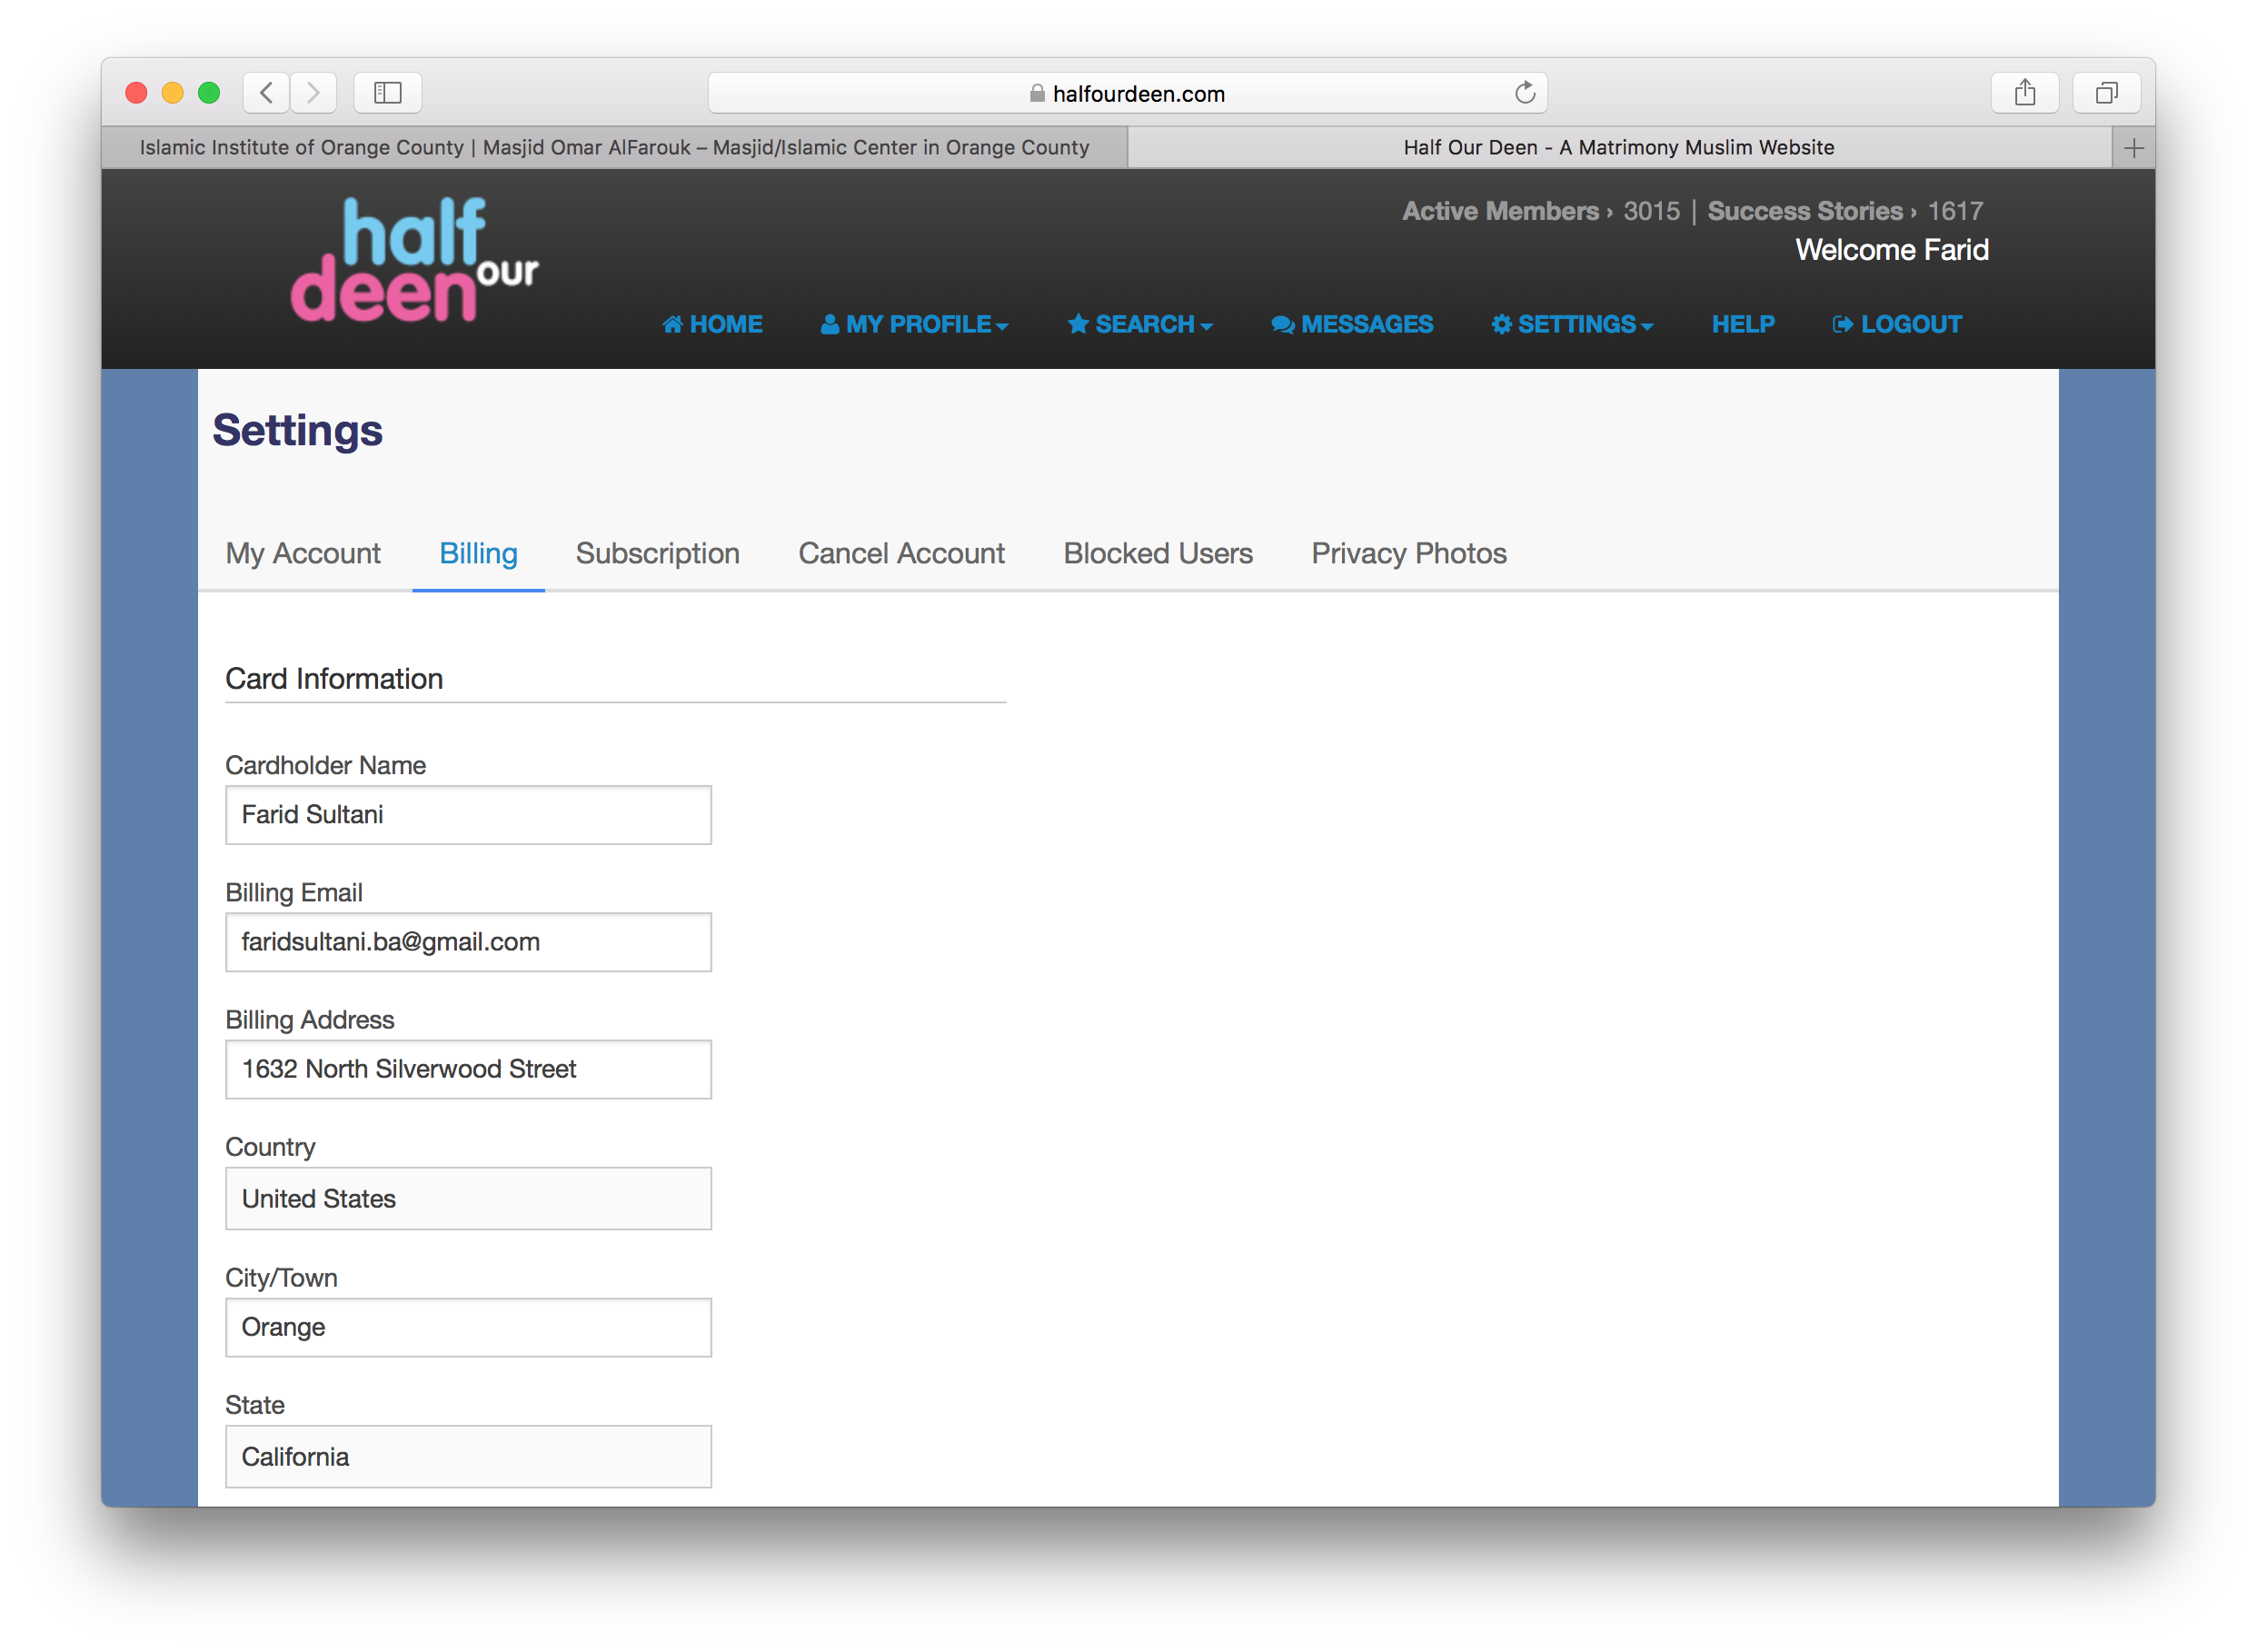 halfourdeen.com
Islamic Institute of Orange County | Masjid Omar AlFarouk – Masjid/Islamic Center in Orange County
Half Our Deen - A Matrimony Muslim Website
half
our
deen
Active Members › 3015 | Success Stories › 1617
Welcome Farid
HOME MY PROFILE SEARCH MESSAGES SETTINGS HELP LOGOUT
Settings
My Account Billing Subscription Cancel Account Blocked Users Privacy Photos
Card Information
Cardholder Name
Farid Sultani
Billing Email
faridsultani.ba@gmail.com
Billing Address
1632 North Silverwood Street
Country
United States
City/Town
Orange
State
California